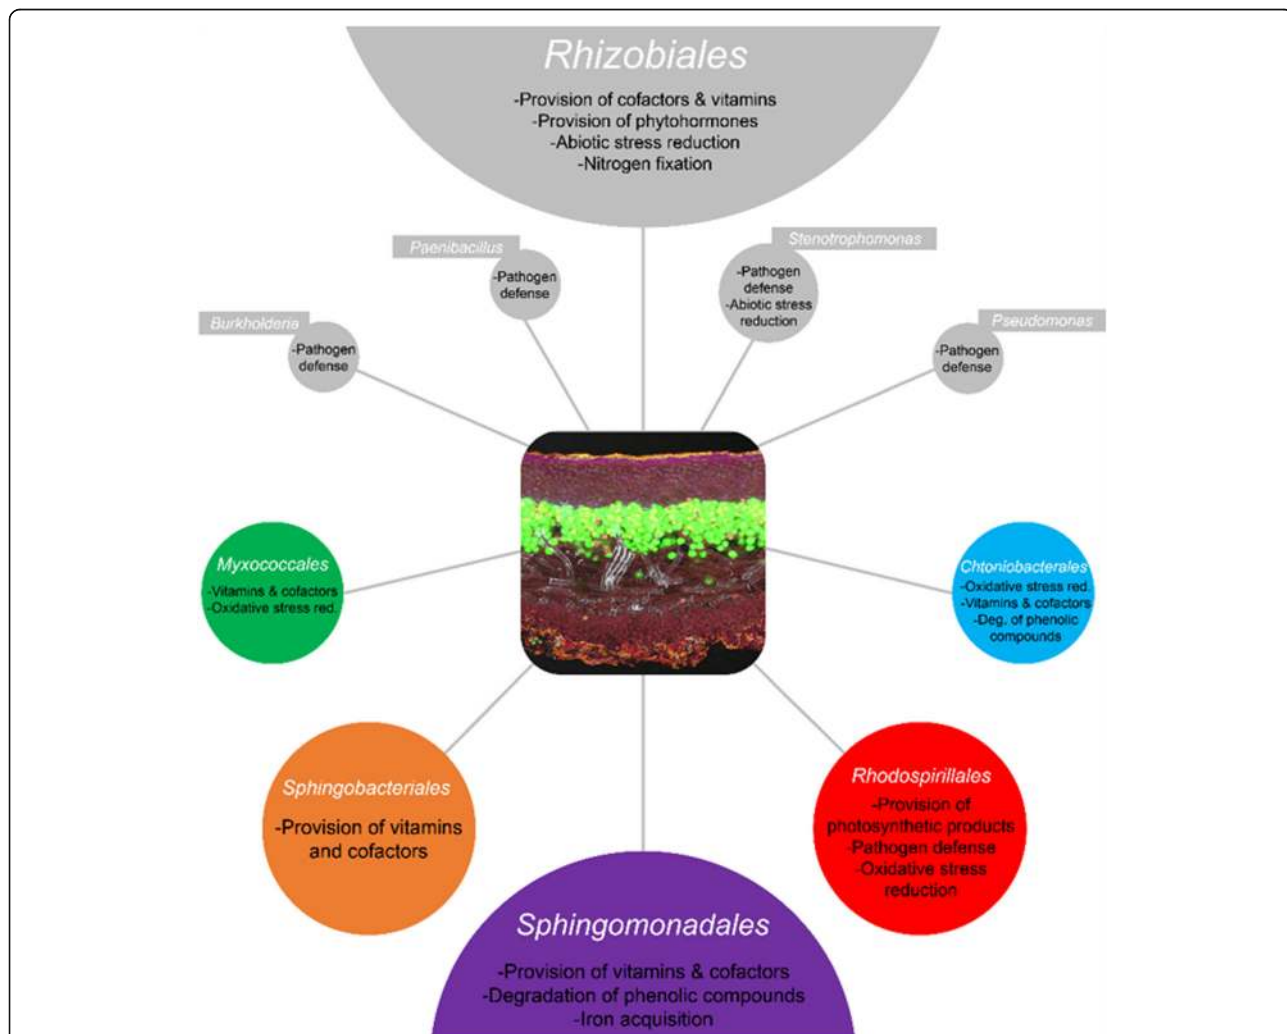 Rhizobiales
-Provision of cofactors & vitamins
-Provision of phytohormones
-Abiotic stress reduction
-Nitrogen fixation
Paenibacillus
-Pathogen
defense
Stenotrophomonas
-Pathogen
defense
-Abiotic stress
reduction
Burkholderia
-Pathogen
defense
Pseudomonas
-Pathogen
defense
Myxococcales
-Vitamins & cofactors
-Oxidative stress red.
Chtoniobacterales
-Oxidative stress red.
-Vitamins & cofactors
-Deg. of phenolic
compounds
Sphingobacteriales
-Provision of vitamins
and cofactors
Rhodospirillales
-Provision of
photosynthetic products
-Pathogen defense
-Oxidative stress
reduction
Sphingomonadales
-Provision of vitamins & cofactors
-Degradation of phenolic compounds
-Iron acquisition